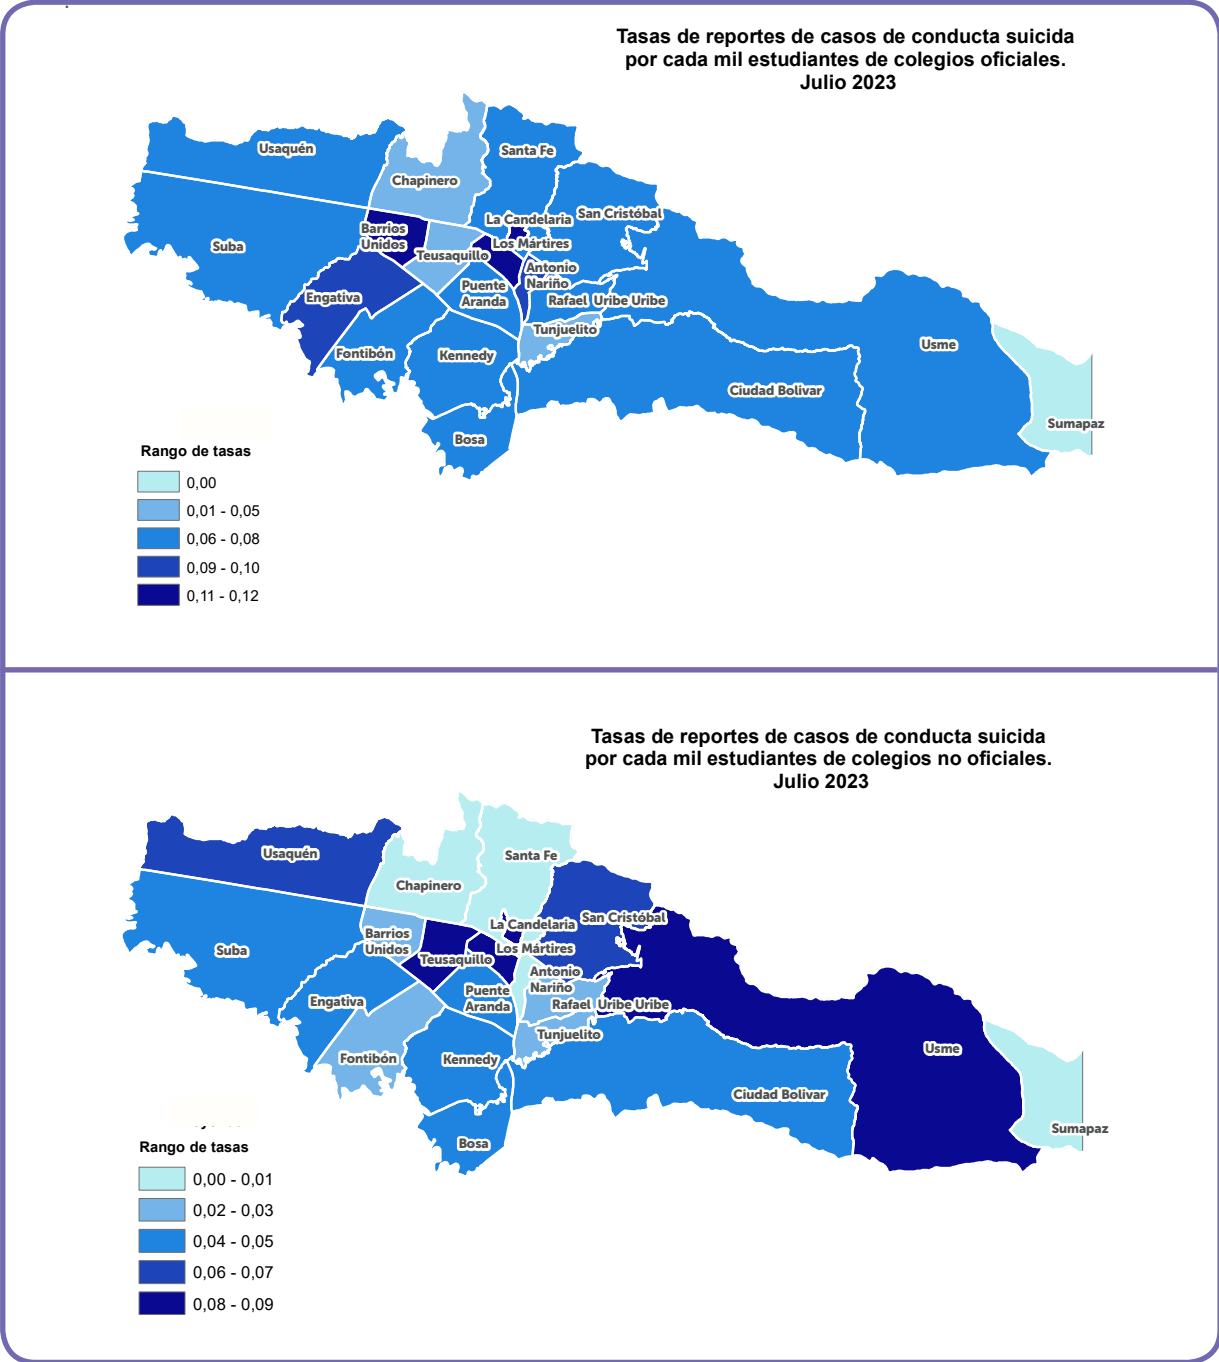 Tasas de reportes de casos de conducta suicida
por cada mil estudiantes de colegios oficiales.
Julio 2023
Usaquén
Santa Fe
Chapinero
San Cristóbal
La Candelaria
Barrios
Unidos
Suba
Los Mártires
Teusaquillo
Antonio
Nariño
Puente
Aranda
Engativa
Rafael Uribe Uribe
Tunjuelito
Usme
Fontibón
Kennedy
Ciudad Bolivar
Sumapaz
Bosa
Rango de tasas
0,00
0,01 - 0,05
0,06 - 0,08
0,09 - 0,10
0,11 - 0,12
Tasas de reportes de casos de conducta suicida
por cada mil estudiantes de colegios no oficiales.
Julio 2023
Usaquén
Santa Fe
Chapinero
San Cristóbal
La Candelaria
Barrios
Unidos
Suba
Los Mártires
Teusaquillo
Antonio
Nariño
Puente
Aranda
Engativa
Rafael Uribe Uribe
Tunjuelito
Usme
Fontibón
Kennedy
Ciudad Bolivar
Sumapaz
Bosa
Rango de tasas
0,00 - 0,01
0,02 - 0,03
0,04 - 0,05
0,06 - 0,07
0,08 - 0,09